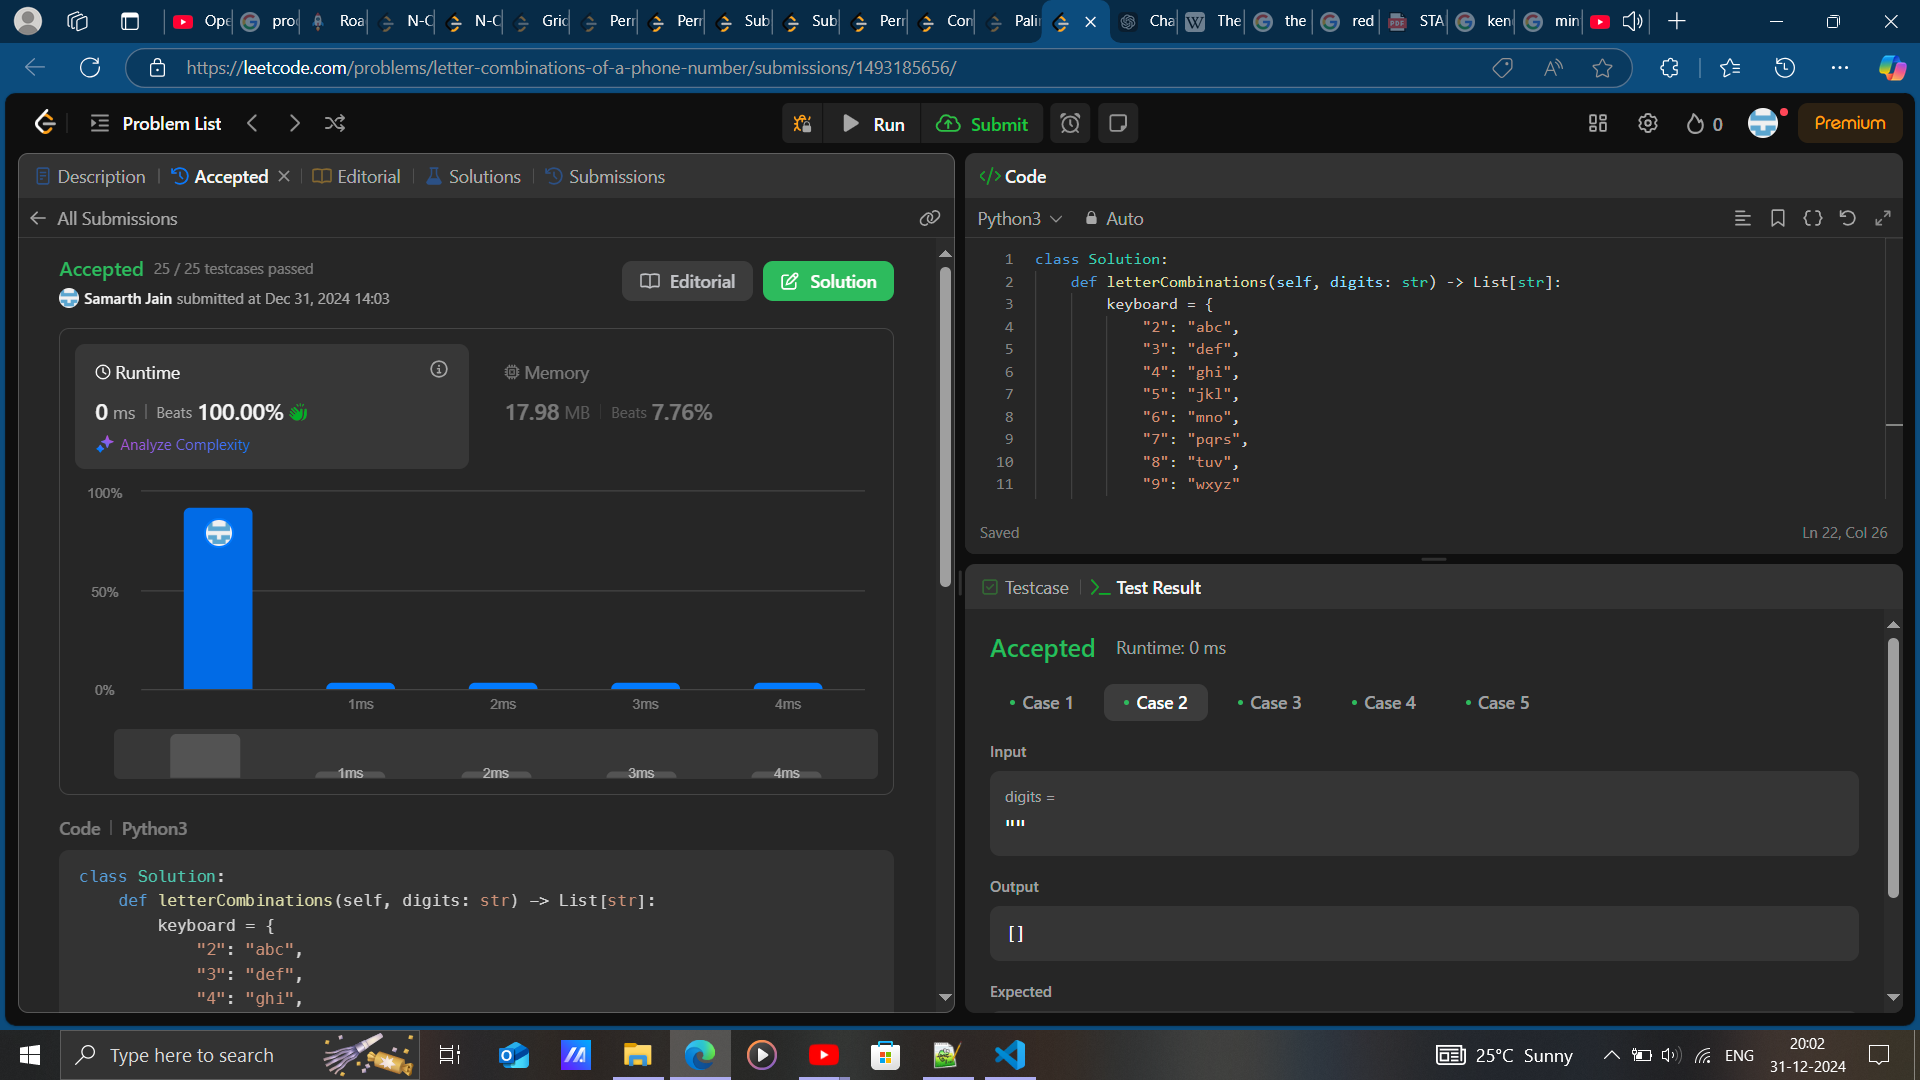 Ope
proc
Roa
N-C
N-C
Grid
Perm
Perm
Sub
Sub
Perm
Con
Pali
Cha
The
the
red
STA
ken
min
https://leetcode.com/problems/letter-combinations-of-a-phone-number/submissions/1493185656/
Problem List
Run
Submit
0
Premium
Description
Accepted
Editorial
Solutions
Submissions
All Submissions
Accepted 25 / 25 testcases passed
Samarth Jain submitted at Dec 31, 2024 14:03
Editorial
Solution
Runtime
0 ms Beats 100.00%
Analyze Complexity
Memory
17.98 MB Beats 7.76%
100%
50%
0%
1ms 2ms 3ms 4ms
1ms 2ms 3ms 4ms
Code | Python3
class Solution:
    def letterCombinations(self, digits: str) -> List[str]:
        keyboard = {
            "2": "abc",
            "3": "def",
            "4": "ghi",
</> Code
Python3 Auto
1 class Solution:
2     def letterCombinations(self, digits: str) -> List[str]:
3         keyboard = {
4             "2": "abc",
5             "3": "def",
6             "4": "ghi",
7             "5": "jkl",
8             "6": "mno",
9             "7": "pqrs",
10             "8": "tuv",
11             "9": "wxyz"
Saved
Ln 22, Col 26
Testcase
Test Result
Accepted Runtime: 0 ms
Case 1
Case 2
Case 3
Case 4
Case 5
Input
digits =
""
Output
[]
Expected
Type here to search
25°C Sunny
ENG
20:02
31-12-2024